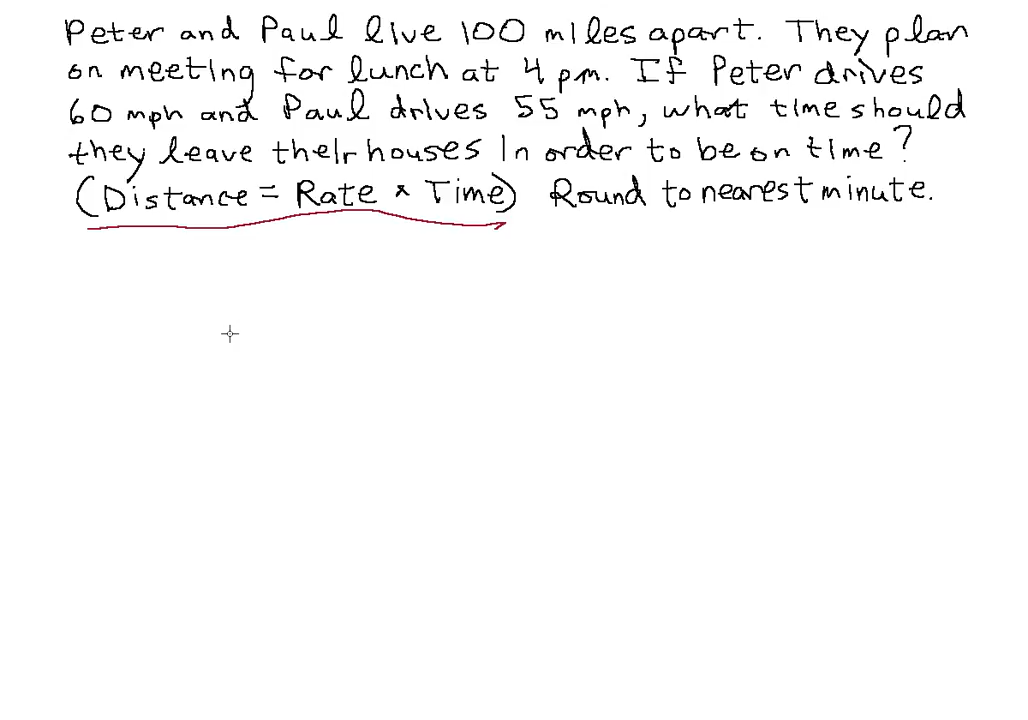 Peter and Paul live 100 miles apart. They plan
on meeting for lunch at 4 pm. If Peter drives
60 mph and Paul drives 55 mph, what time should
they leave their houses in order to be on time?
(Distance = Rate * Time) Round to nearest minute.